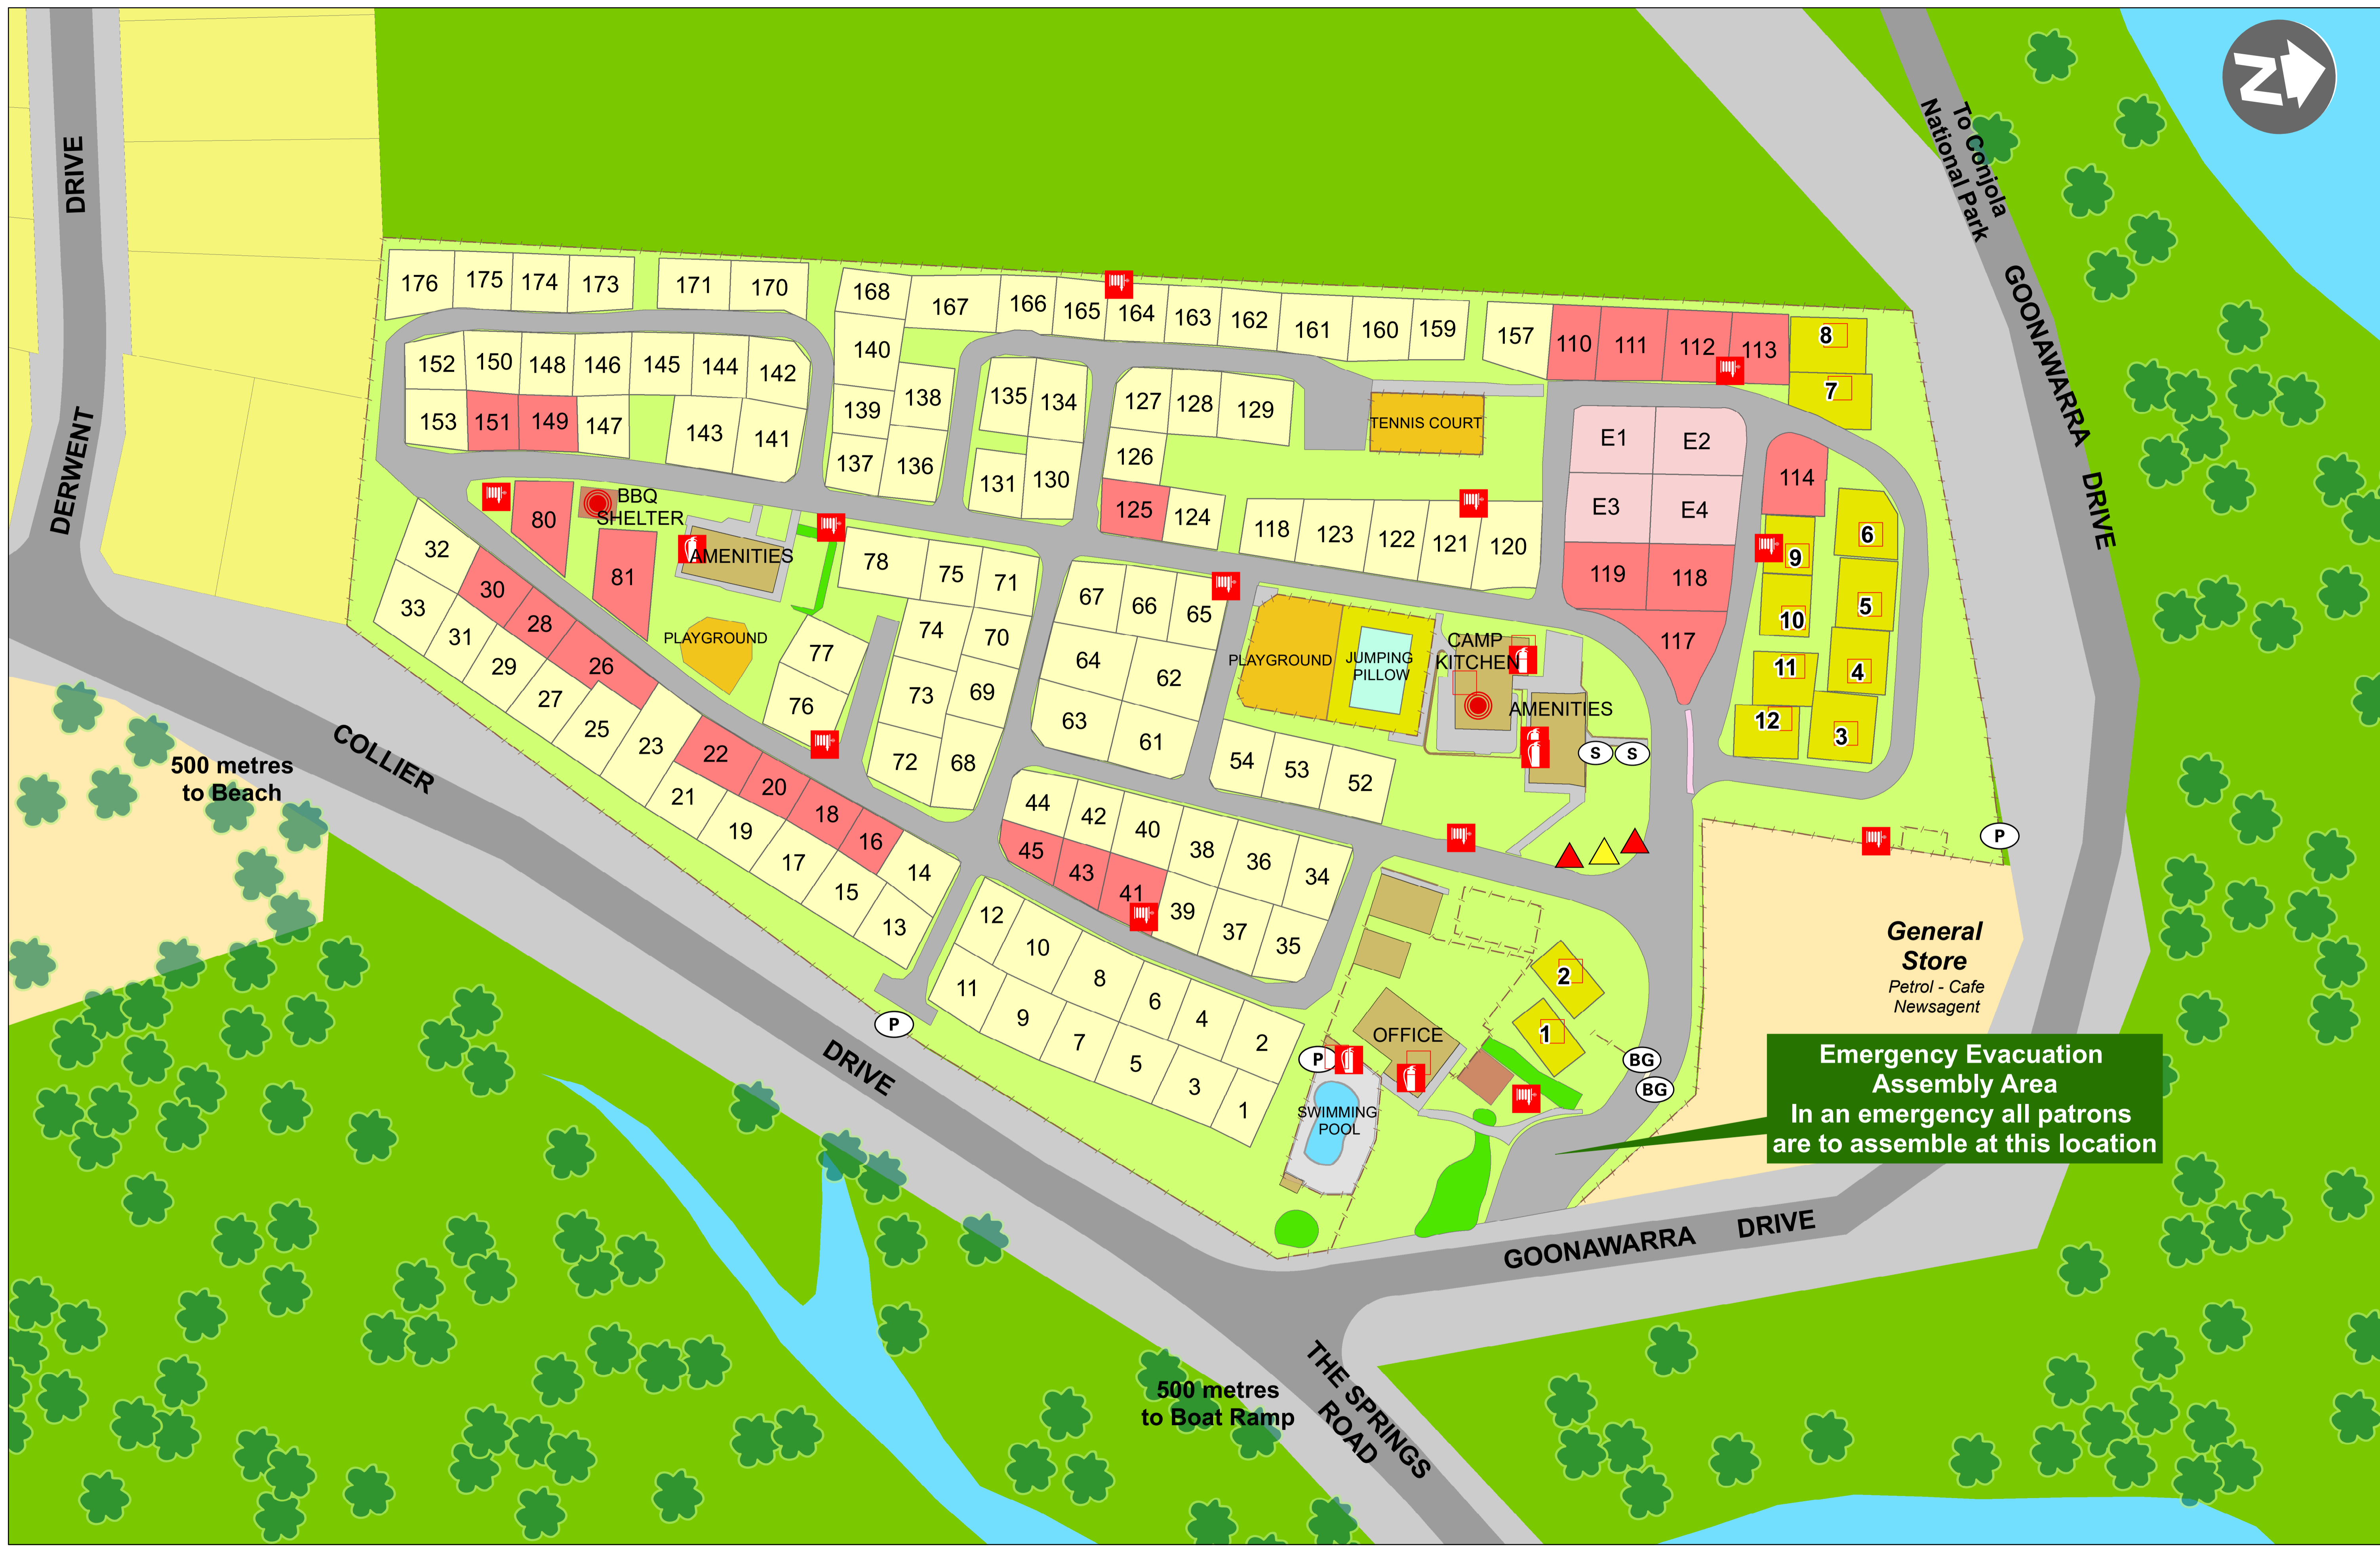 N
To Conjola
National Park
GOONAWARRA DRIVE
DERWENT DRIVE
176 175 174 173 171 170 168 167 166 165 164 163 162 161 160 159 157 110 111 112 113 8
7
152 150 148 146 145 144 142 140 138 135 134 127 128 129 TENNIS COURT E1 E2
153 151 149 147 143 141 139 137 136 131 130 126 125 124 118 123 122 121 120 E3 E4 114
119 118 117
9 10 11 12
6 5 4 3
80 BBQ
SHELTER
81 AMENITIES
PLAYGROUND
78 75 71
74 70
77 73 69
76 72 68
67 66 65
64 62
63 61
PLAYGROUND
JUMPING
PILLOW
CAMP
KITCHEN
AMENITIES
S S
54 53 52
32 30 28 26
33 31 29 27 25 23
22 20 18 16 14
21 19 17 15 13
44 42 40 38 36 34
45 43 41 39 37 35
12 10 8 6 4 2
11 9 7 5 3 1
P
P
P
500 metres
to Beach
COLLIER DRIVE
OFFICE
SWIMMING
POOL
2
1
BG
BG
General
Store
Petrol - Cafe
Newsagent
Emergency Evacuation
Assembly Area
In an emergency all patrons
are to assemble at this location
GOONAWARRA DRIVE
THE SPRINGS
ROAD
500 metres
to Boat Ramp